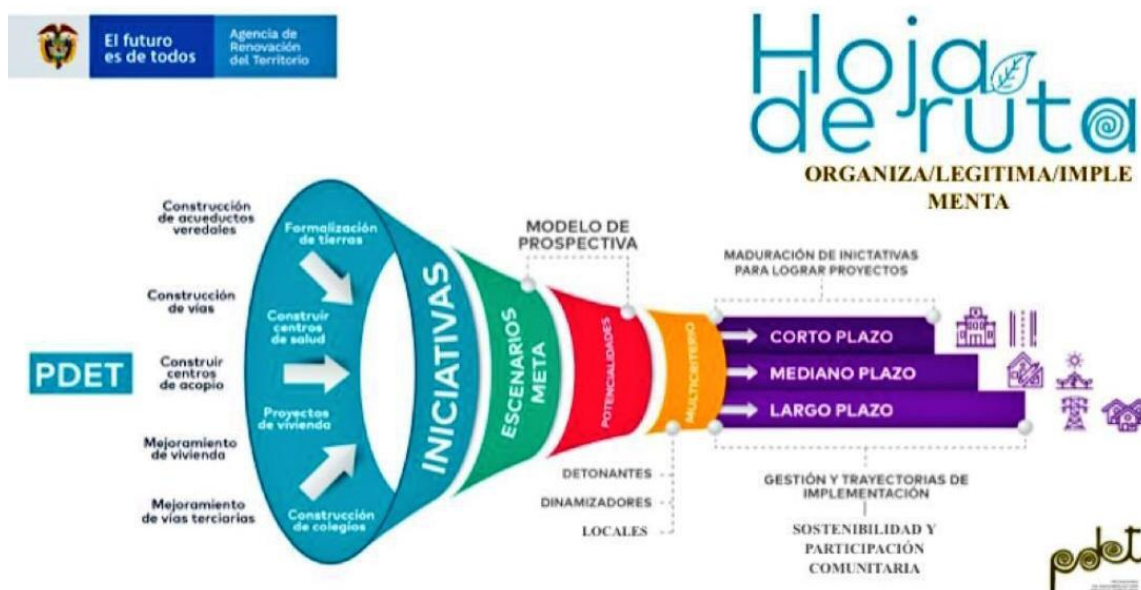 El futuro
es de todos
Agencia de
Renovación
del Territorio
Hoja
de ruta
ORGANIZA/LEGITIMA/IMPLE
MENTA
PDET
Construcción
de acueductos
veredales
Construcción
de vías
Construir
centros
de acopio
Mejoramiento
de vivienda
Mejoramiento
de vías terciarias
Formalización
de tierras
Construir
centros
de salud
Proyectos
de vivienda
Construcción
de colegios
INICIATIVAS
ESCENARIOS
META
MODELO DE
PROSPECTIVA
POTENCIALIDADES
MULTICRITERIO
DETONANTES
DINAMIZADORES
LOCALES
MADURACIÓN DE INICTATIVAS
PARA LOGRAR PROYECTOS
CORTO PLAZO
MEDIANO PLAZO
LARGO PLAZO
GESTIÓN Y TRAYECTORIAS DE
IMPLEMENTACIÓN
SOSTENIBILIDAD Y
PARTICIPACIÓN
COMUNITARIA
pdet